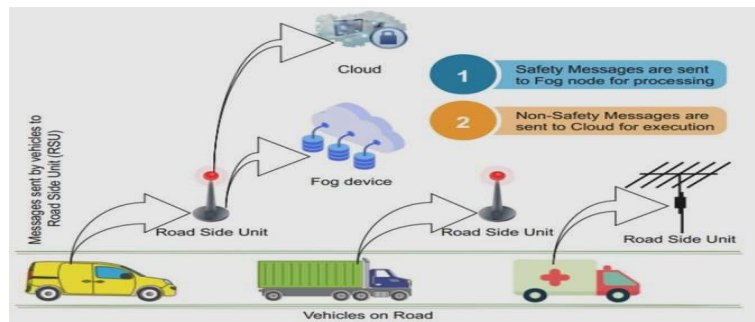 Cloud
1
Safety Messages are sent
to Fog node for processing
2
Non-Safety Messages are
sent to Cloud for execution
Messages sent by vehicles to
Road Side Unit (RSU)
Fog device
Road Side Unit
Road Side Unit
Road Side Unit
Vehicles on Road